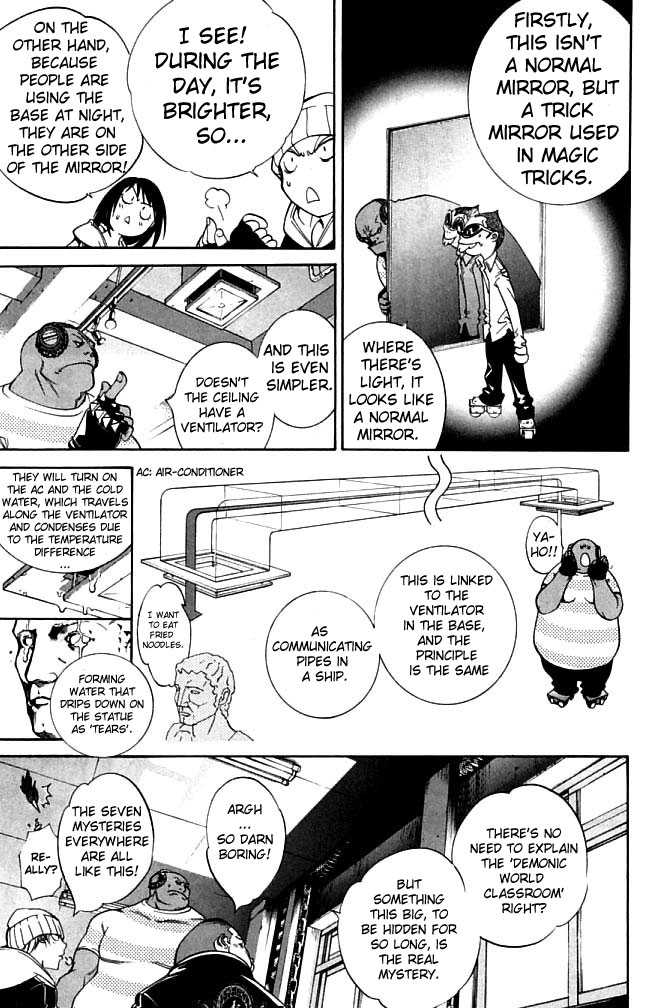 FIRSTLY,
THIS ISN'T
A NORMAL
MIRROR, BUT
A TRICK
MIRROR USED
IN MAGIC
TRICKS.
WHERE
THERE'S
LIGHT, IT
LOOKS LIKE
A NORMAL
MIRROR.
I SEE!
DURING THE
DAY, IT'S
BRIGHTER,
SO...
ON THE
OTHER HAND,
BECAUSE
PEOPLE ARE
USING THE
BASE AT NIGHT,
THEY ARE ON
THE OTHER SIDE
OF THE MIRROR!
AND THIS
IS EVEN
SIMPLER.
DOESN'T
THE CEILING
HAVE A
VENTILATOR?
AC: AIR-CONDITIONER
YA-
HO!!
THIS IS LINKED
TO THE
VENTILATOR
IN THE BASE,
AND THE
PRINCIPLE
IS THE SAME
AS
COMMUNICATING
PIPES IN
A SHIP.
I WANT
TO EAT
FRIED
NOODLES.
THEY WILL TURN ON
THE AC AND THE COLD
WATER, WHICH TRAVELS
ALONG THE VENTILATOR
AND CONDENSES DUE
TO THE TEMPERATURE
DIFFERENCE
...
FORMING
WATER THAT
DRIPS DOWN ON
THE STATUE
AS 'TEARS'.
THERE'S NO
NEED TO EXPLAIN
THE 'DEMONIC
WORLD
CLASSROOM'
RIGHT?
BUT
SOMETHING
THIS BIG, TO
BE HIDDEN FOR
SO LONG, IS
THE REAL
MYSTERY.
ARGH
...
SO DARN
BORING!
THE SEVEN
MYSTERIES
EVERYWHERE
ARE ALL
LIKE THIS!
RE-
ALLY?